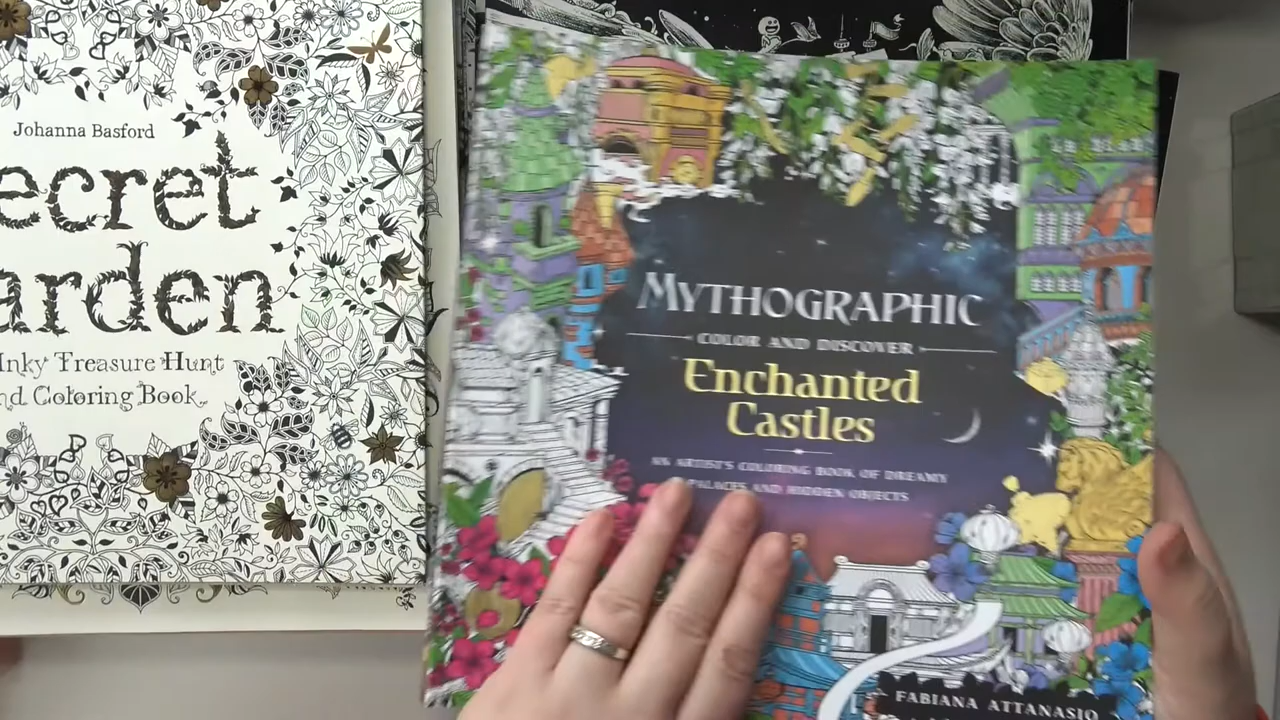 Johanna Basford
ecret
arden
Inky Treasure Hunt
nd Coloring Book
MYTHOGRAPHIC
COLOR AND DISCOVER
Enchanted
Castles
AN ARTIST'S COLORING BOOK OF DREAMY
PALACES AND HIDDEN OBJECTS
FABIANA ATTANASIO